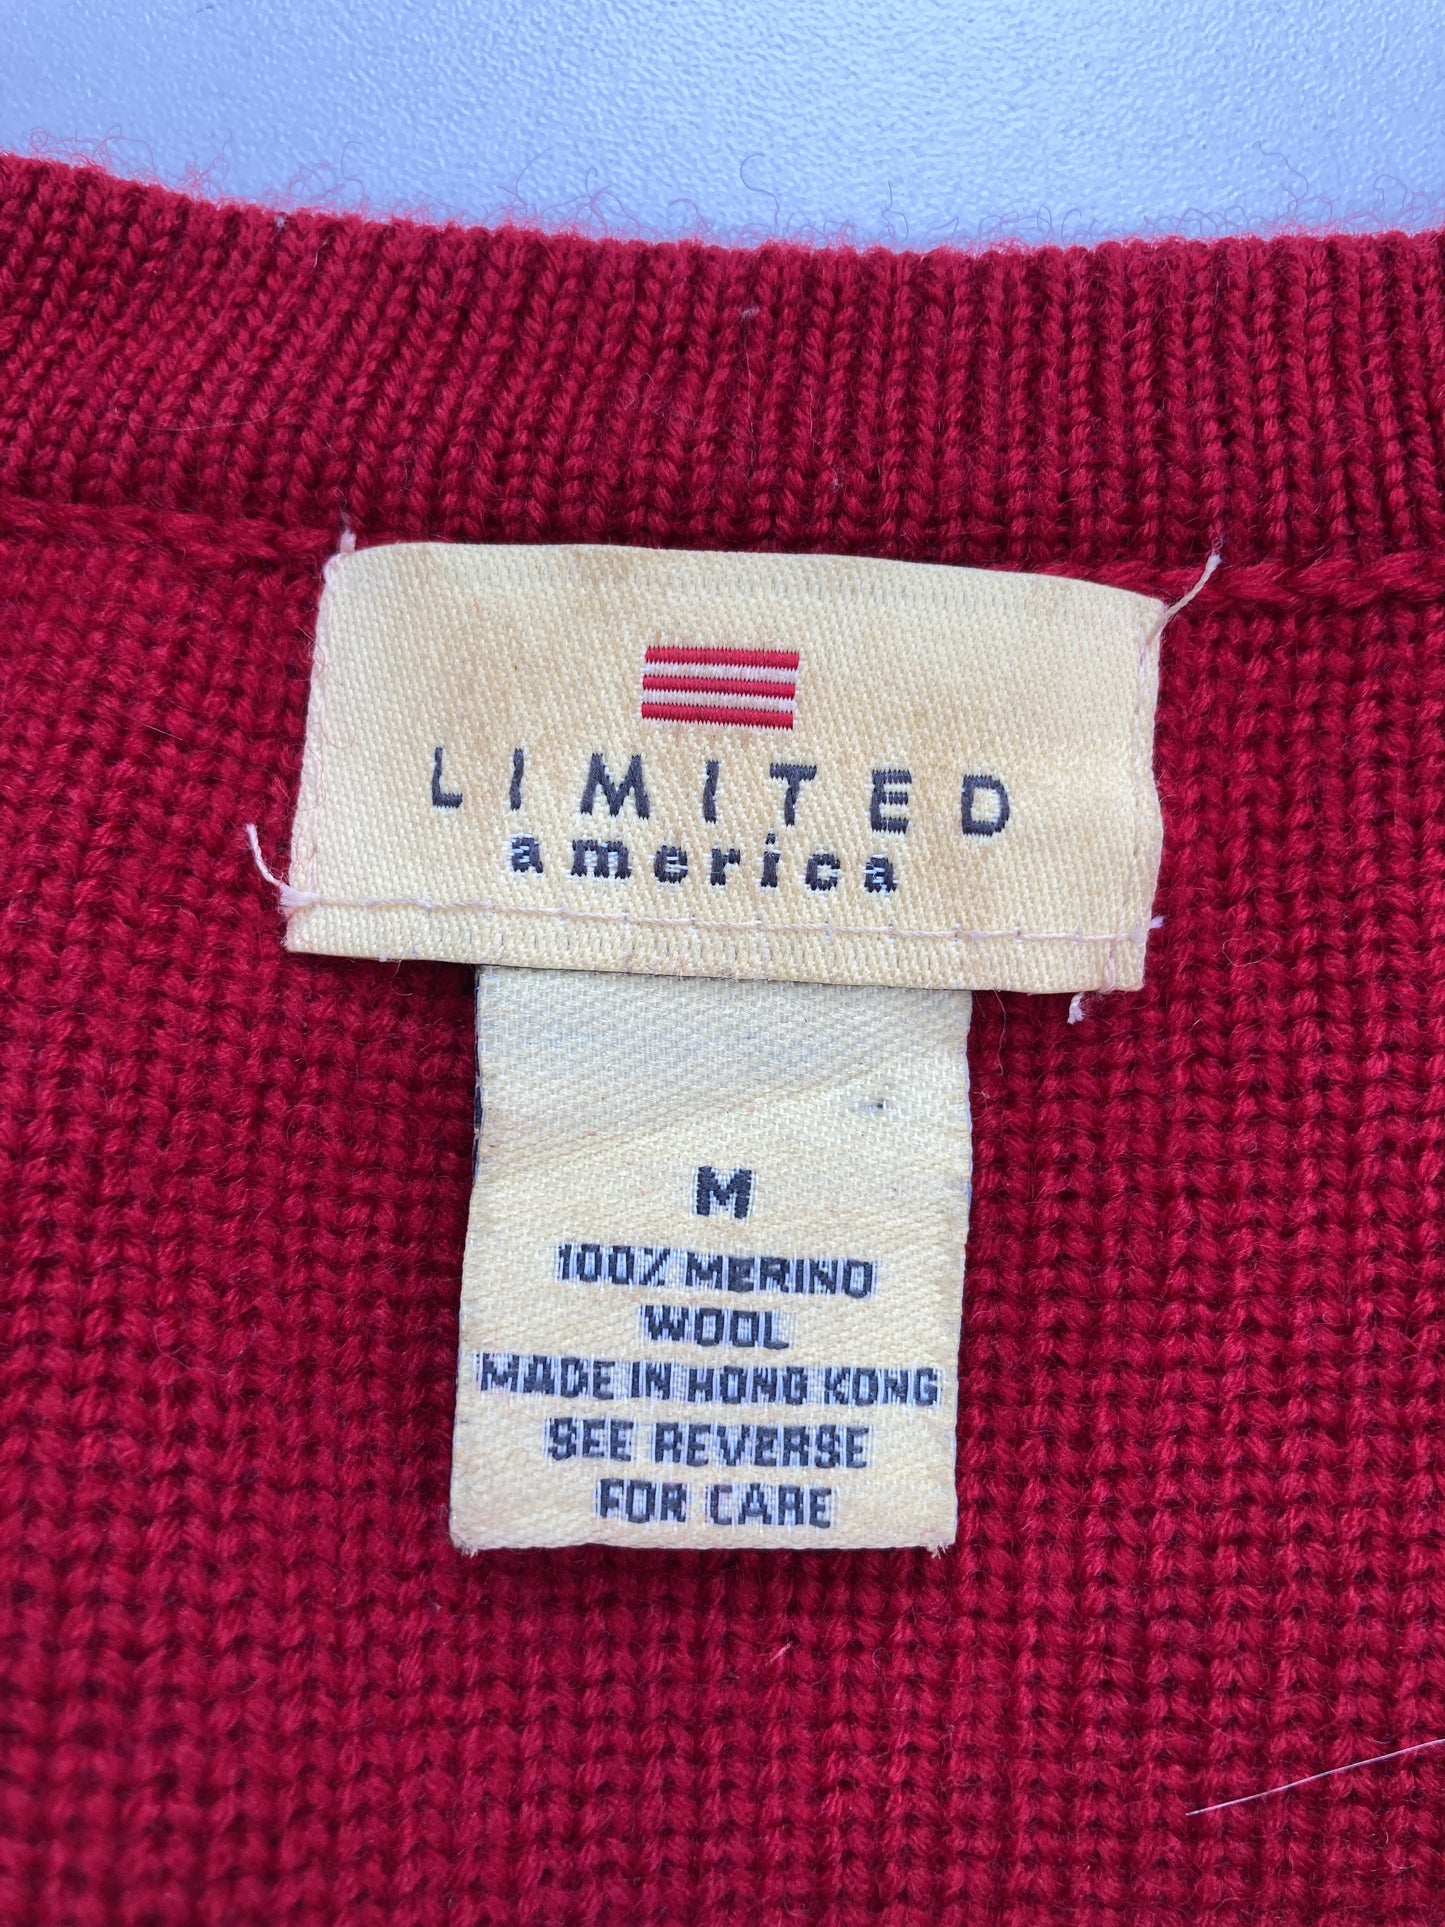 LIMITED
america
M
100% MERINO
WOOL
MADE IN HONG KONG
SEE REVERSE
FOR CARE